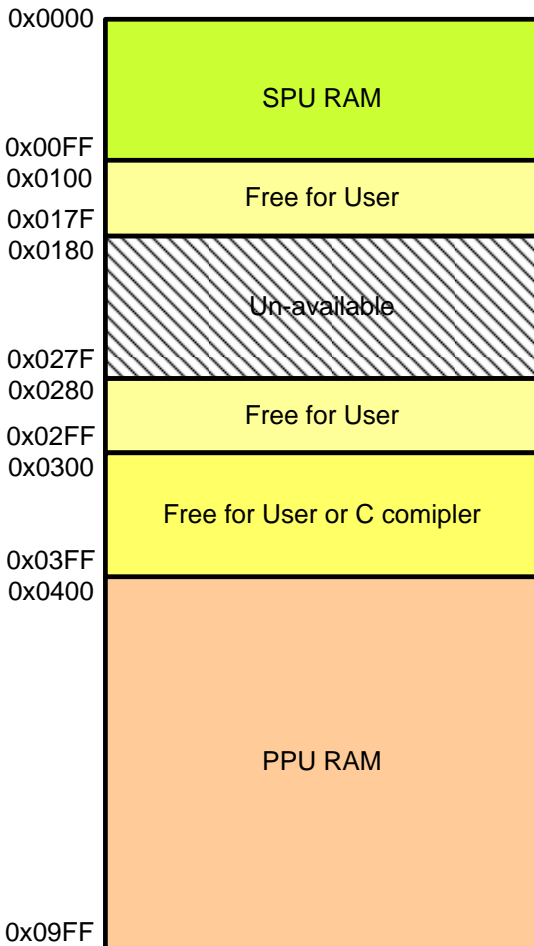 0x0000
SPU RAM
0x00FF
0x0100
Free for User
0x017F
0x0180
Un-available
0x027F
0x0280
Free for User
0x02FF
0x0300
Free for User or C comipler
0x03FF
0x0400
PPU RAM
0x09FF